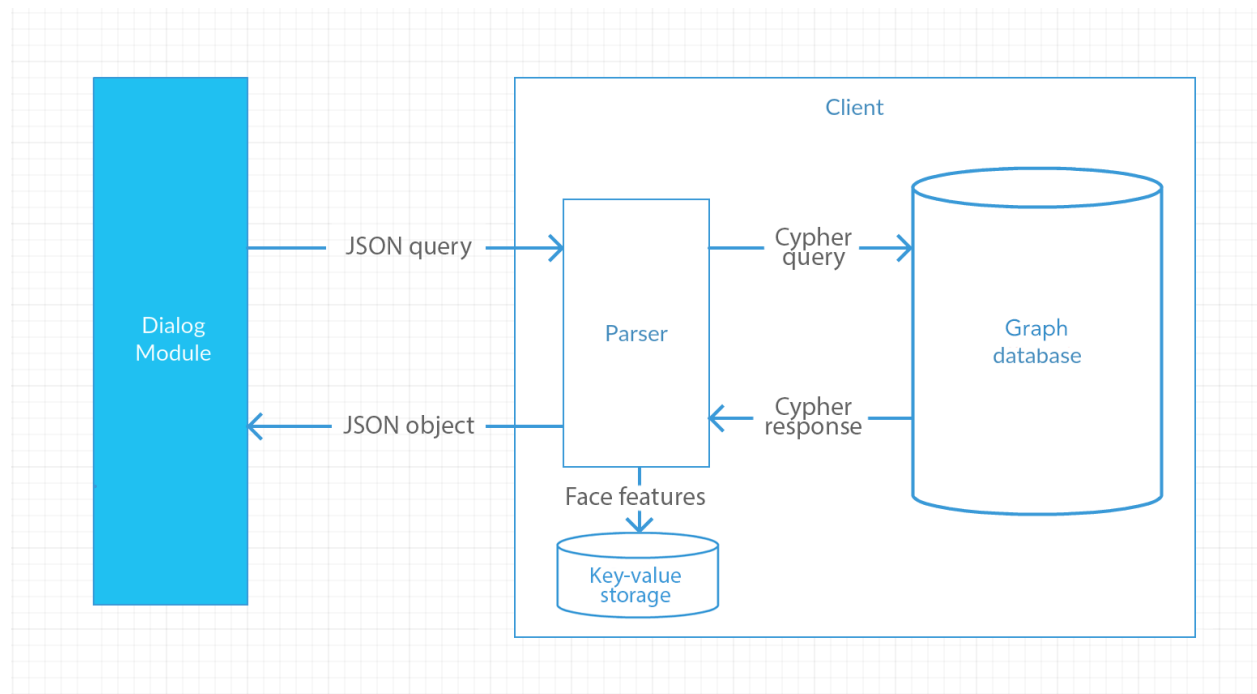 Client
Dialog
Module
JSON query
Cypher
query
Parser
Graph
database
JSON object
Cypher
response
Face features
Key-value
storage